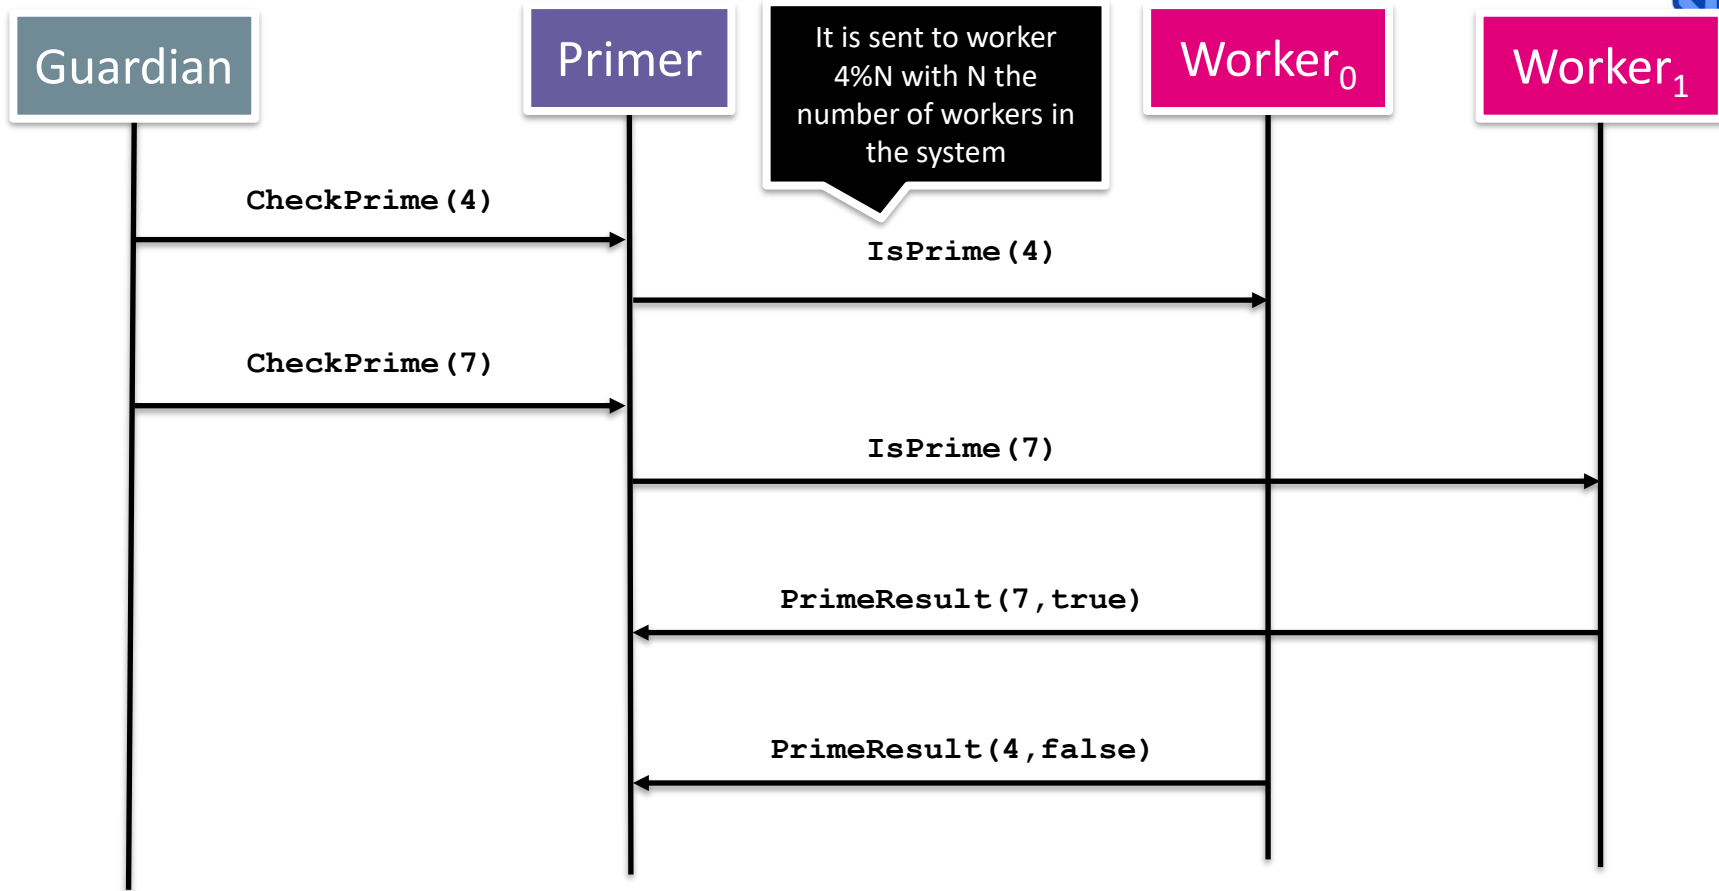 Guardian
Primer
It is sent to worker
4%N with N the
number of workers in
the system
Worker₀
Worker₁
CheckPrime(4)
IsPrime(4)
CheckPrime(7)
IsPrime(7)
PrimeResult(7,true)
PrimeResult(4,false)